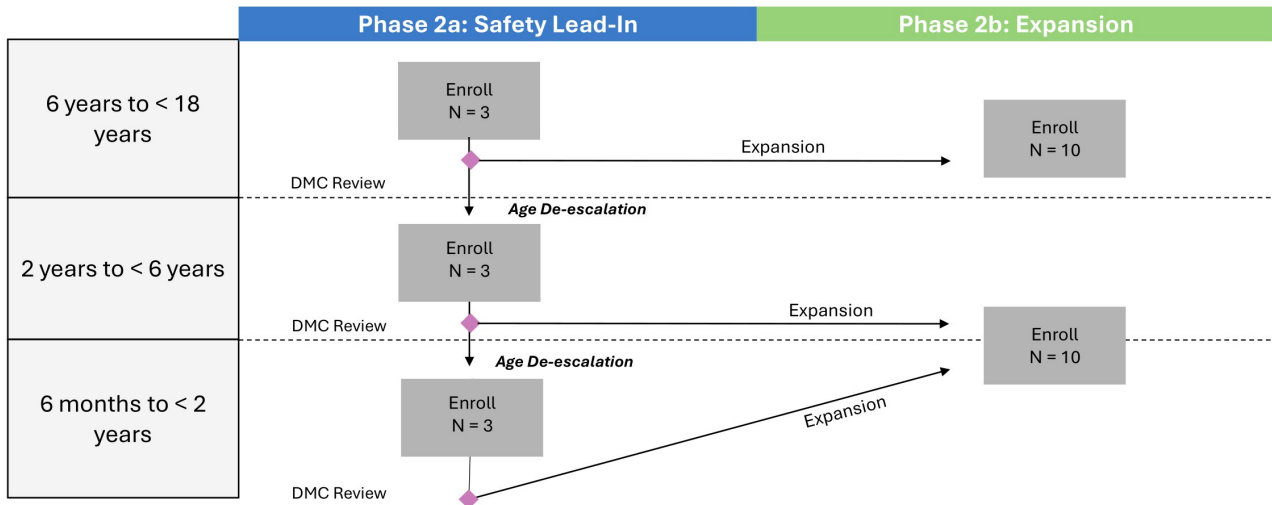 Phase 2a: Safety Lead-In
Phase 2b: Expansion
6 years to < 18
years
Enroll
N = 3
Expansion
Enroll
N = 10
DMC Review
Age De-escalation
2 years to < 6 years
Enroll
N = 3
Expansion
DMC Review
Enroll
N = 10
Age De-escalation
6 months to < 2
years
Enroll
N = 3
Expansion
DMC Review